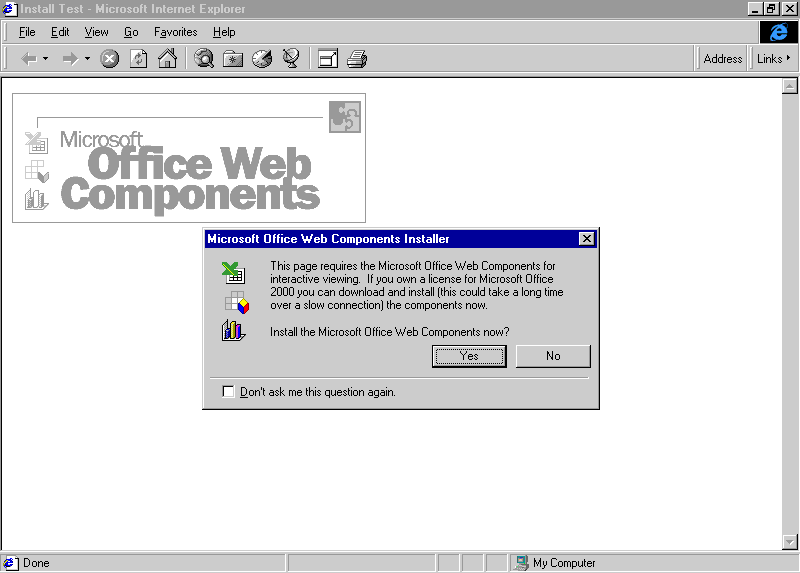 Install Test - Microsoft Internet Explorer
File Edit View Go Favorites Help
Address Links
Microsoft
Office Web
Components
Microsoft Office Web Components Installer
This page requires the Microsoft Office Web Components for
interactive viewing.  If you own a license for Microsoft Office
2000 you can download and install (this could take a long time
over a slow connection) the components now.
Install the Microsoft Office Web Components now?
Yes No
Don't ask me this question again.
Done My Computer